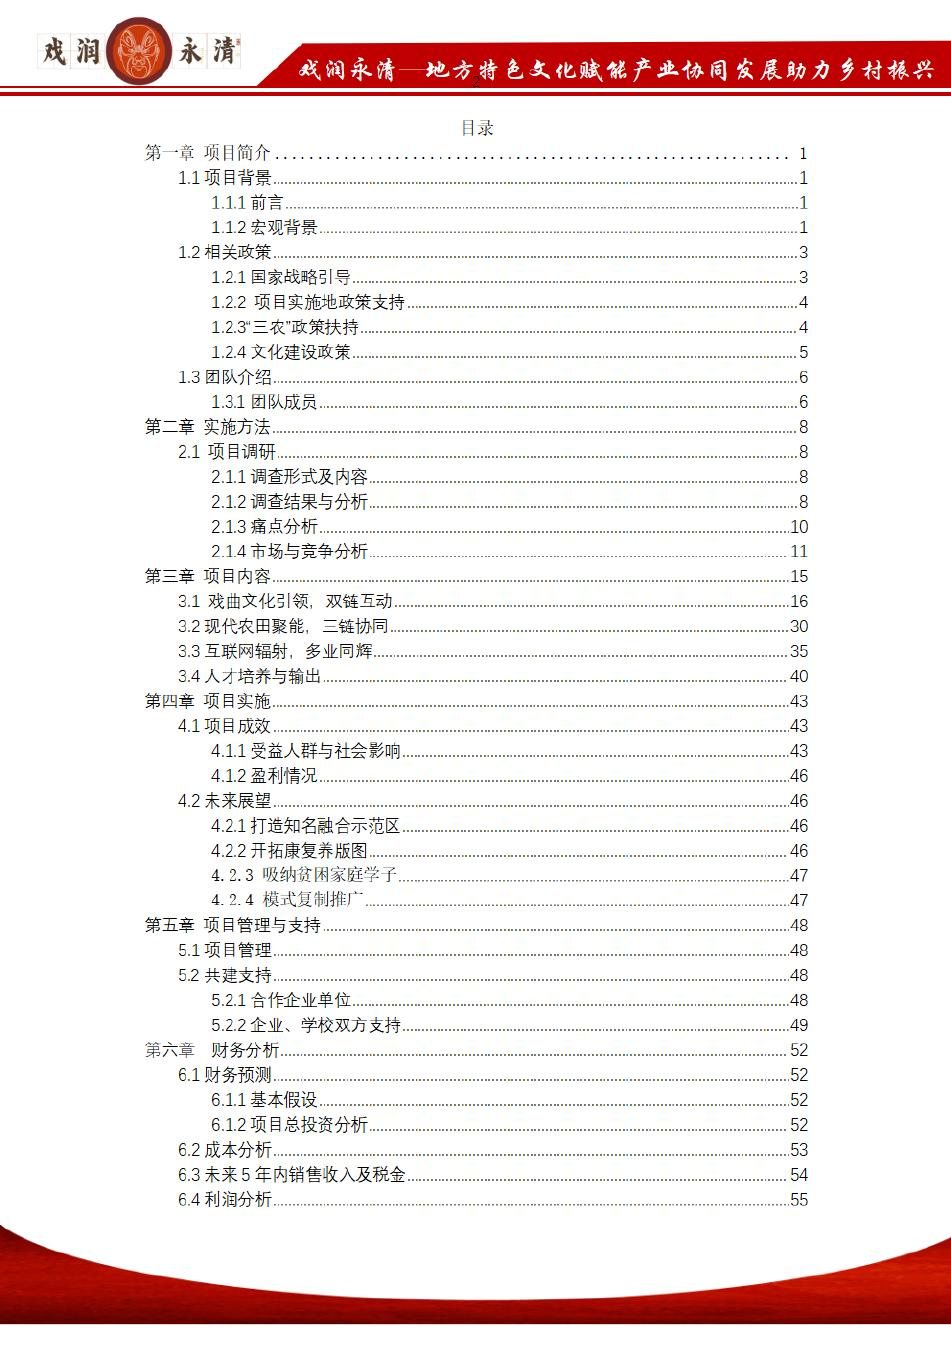 戏润永清
戏润永清—地方特色文化赋能产业协同发展助力乡村振兴
目录
第一章 项目简介............................................................ 1
1.1项目背景............................................................1
1.1.1前言............................................................1
1.1.2宏观背景............................................................1
1.2相关政策............................................................3
1.2.1国家战略引导............................................................3
1.2.2 项目实施地政策支持............................................................4
1.2.3“三农”政策扶持............................................................4
1.2.4文化建设政策............................................................5
1.3团队介绍............................................................6
1.3.1团队成员............................................................6
第二章 实施方法............................................................8
2.1 项目调研............................................................8
2.1.1调查形式及内容............................................................8
2.1.2调查结果与分析............................................................8
2.1.3痛点分析............................................................10
2.1.4市场与竞争分析............................................................11
第三章 项目内容............................................................15
3.1 戏曲文化引领，双链互动............................................................16
3.2现代农田聚能，三链协同............................................................30
3.3互联网辐射，多业同辉............................................................35
3.4人才培养与输出............................................................40
第四章 项目实施............................................................43
4.1项目成效............................................................43
4.1.1受益人群与社会影响............................................................43
4.1.2盈利情况............................................................46
4.2未来展望............................................................46
4.2.1打造知名融合示范区............................................................46
4.2.2开拓康复养版图............................................................46
4.2.3 吸纳贫困家庭学子............................................................47
4.2.4 模式复制推广............................................................47
第五章 项目管理与支持............................................................48
5.1项目管理............................................................48
5.2共建支持............................................................48
5.2.1合作企业单位............................................................48
5.2.2企业、学校双方支持............................................................49
第六章 财务分析............................................................52
6.1财务预测............................................................52
6.1.1基本假设............................................................52
6.1.2项目总投资分析............................................................52
6.2成本分析............................................................53
6.3未来5年内销售收入及税金............................................................54
6.4利润分析............................................................55